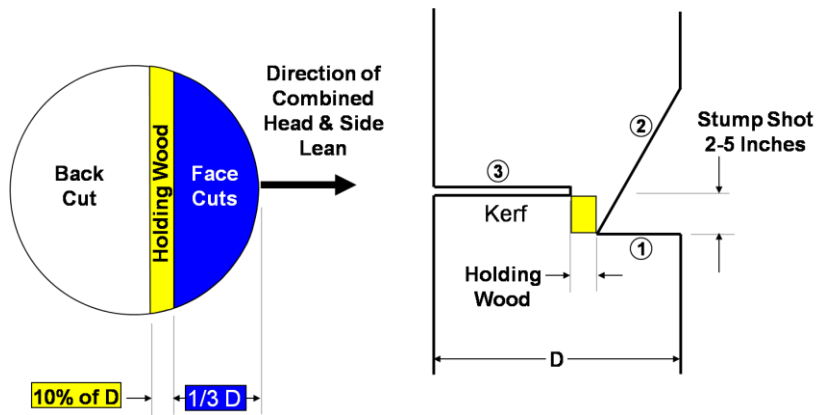 Direction of
Combined
Head & Side
Lean
Back
Cut
Holding Wood
Face
Cuts
10% of D
1/3 D
②
Stump Shot
2-5 Inches
③
Kerf
①
Holding
Wood
D